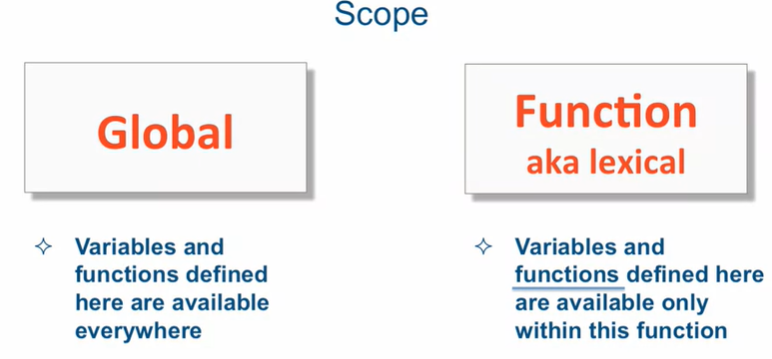 Scope
Global
Variables and
functions defined
here are available
everywhere
Function
aka lexical
Variables and
functions defined here
are available only
within this function